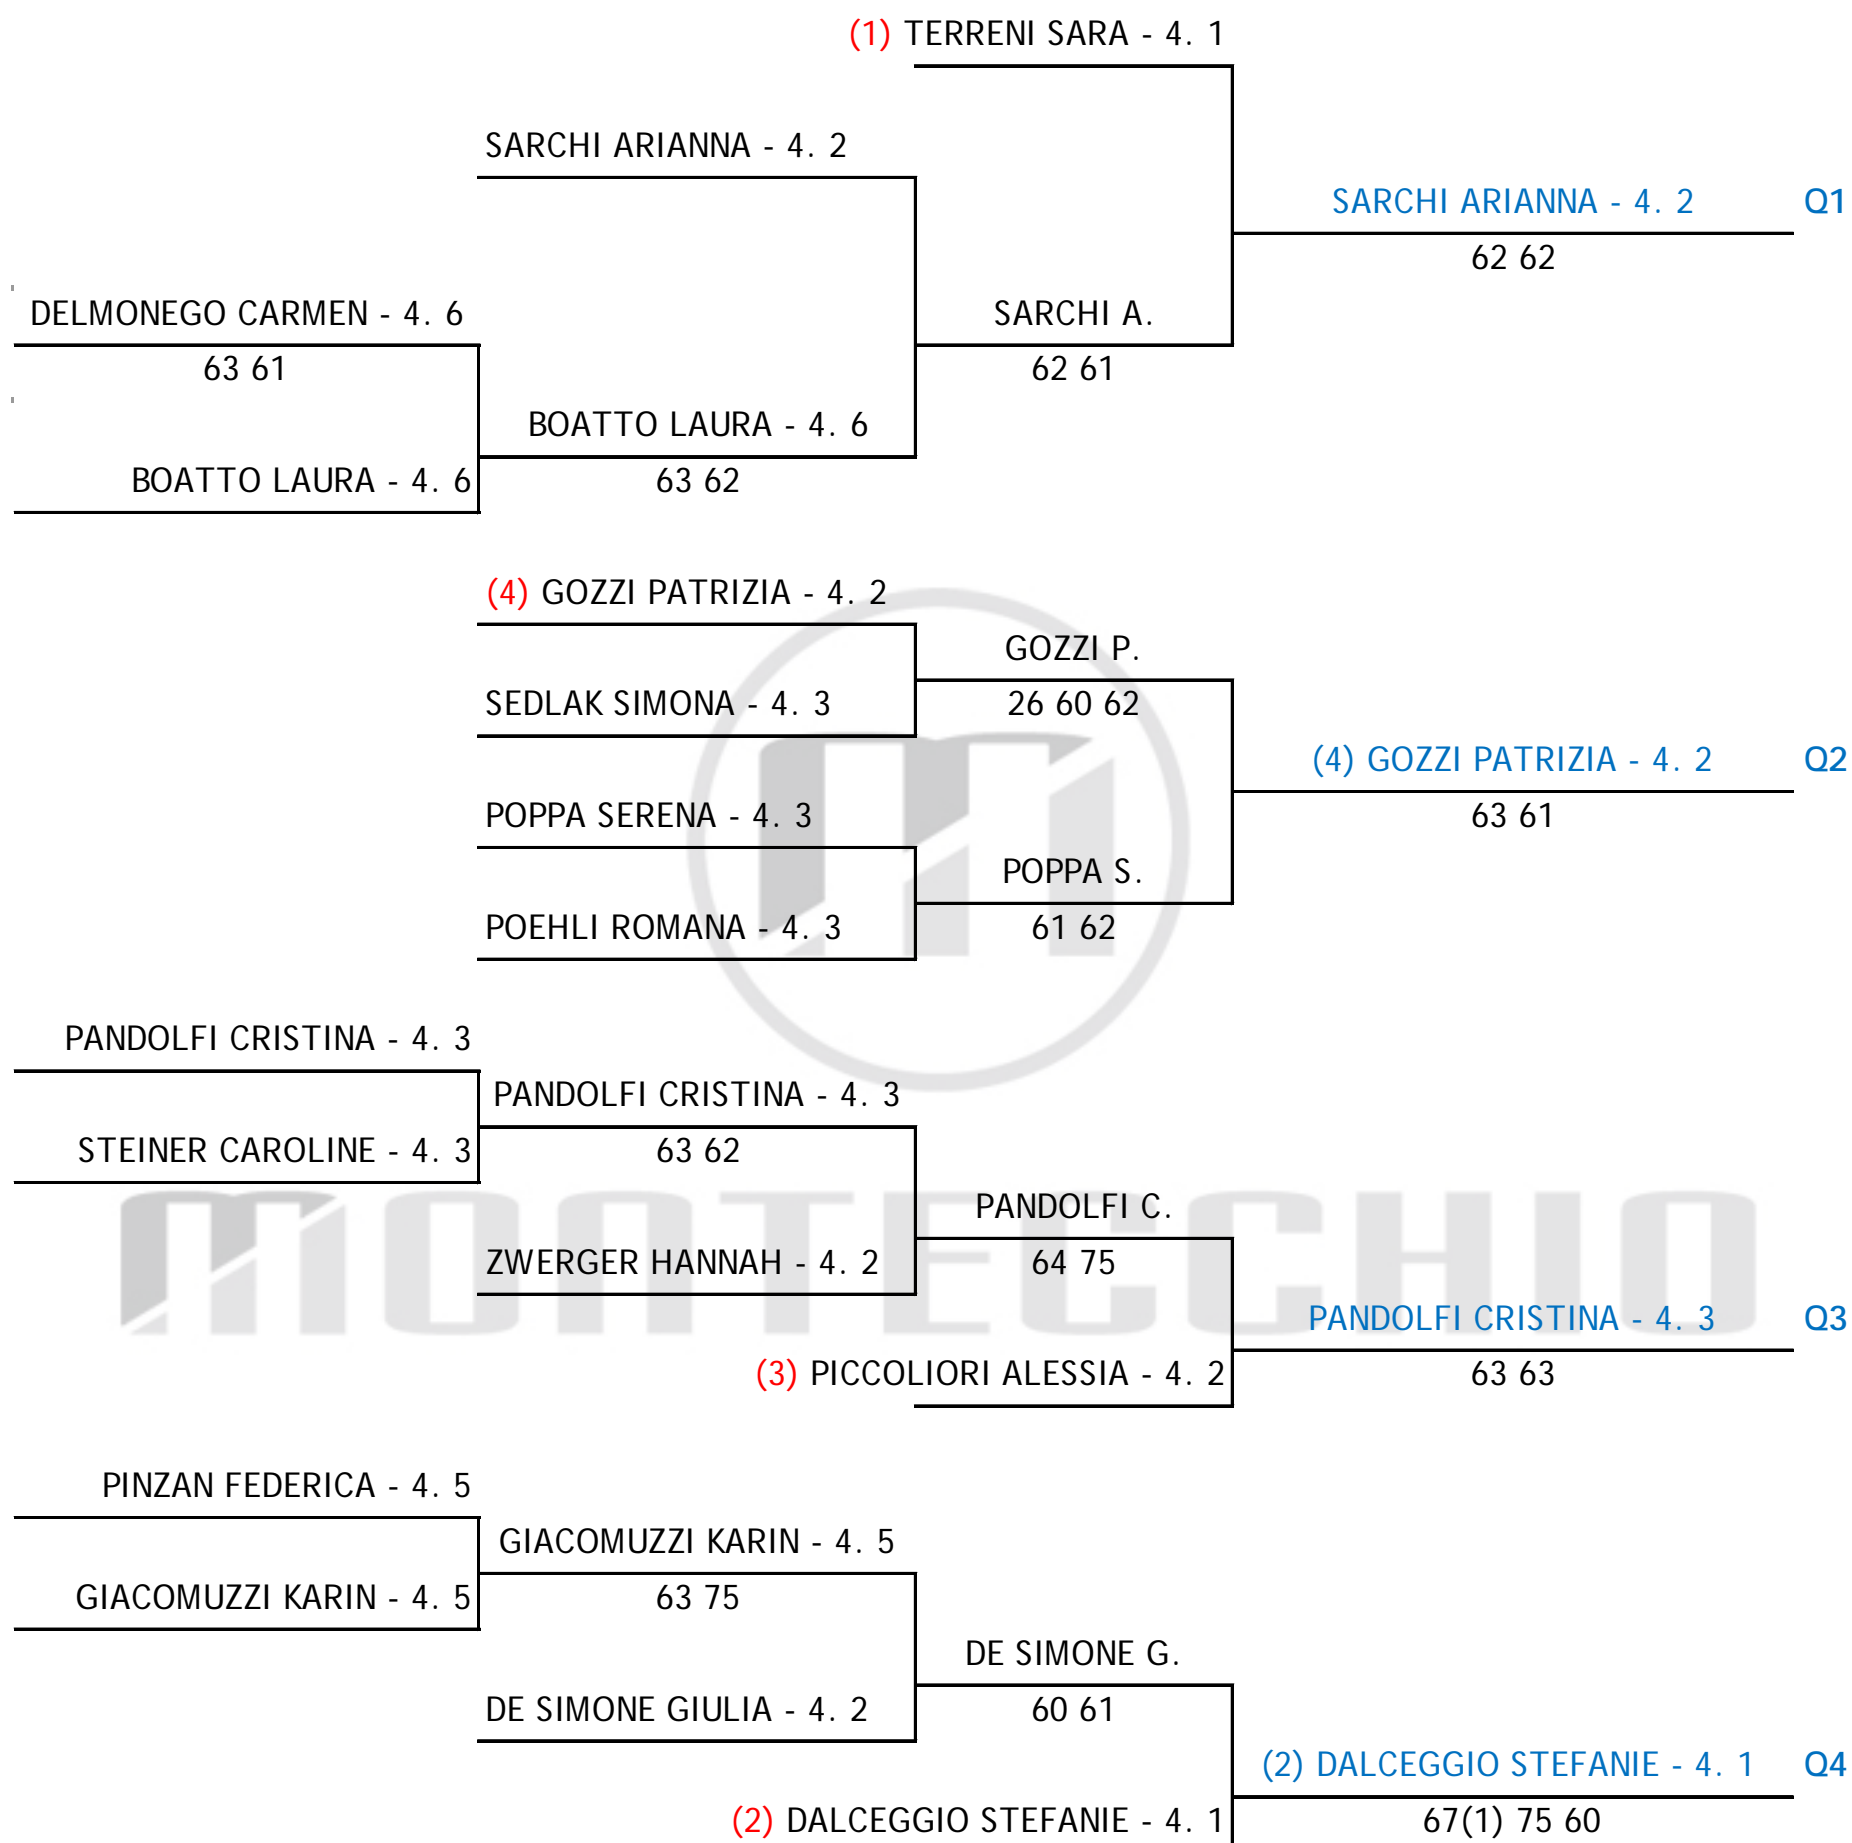 (1) TERRENI SARA - 4. 1
SARCHI ARIANNA - 4. 2
SARCHI ARIANNA - 4. 2 Q1
62 62
DELMONEGO CARMEN - 4. 6
SARCHI A.
63 61
62 61
BOATTO LAURA - 4. 6
BOATTO LAURA - 4. 6
63 62
(4) GOZZI PATRIZIA - 4. 2
GOZZI P.
SEDLAK SIMONA - 4. 3
26 60 62
(4) GOZZI PATRIZIA - 4. 2 Q2
POPPA SERENA - 4. 3
63 61
POPPA S.
POEHLI ROMANA - 4. 3
61 62
PANDOLFI CRISTINA - 4. 3
PANDOLFI CRISTINA - 4. 3
STEINER CAROLINE - 4. 3
63 62
PANDOLFI C.
MONTECCHIO
ZWERGER HANNAH - 4. 2
64 75
PANDOLFI CRISTINA - 4. 3 Q3
(3) PICCOLIORI ALESSIA - 4. 2
63 63
PINZAN FEDERICA - 4. 5
GIACOMUZZI KARIN - 4. 5
GIACOMUZZI KARIN - 4. 5
63 75
DE SIMONE G.
DE SIMONE GIULIA - 4. 2
60 61
(2) DALCEGGIO STEFANIE - 4. 1 Q4
(2) DALCEGGIO STEFANIE - 4. 1
67(1) 75 60